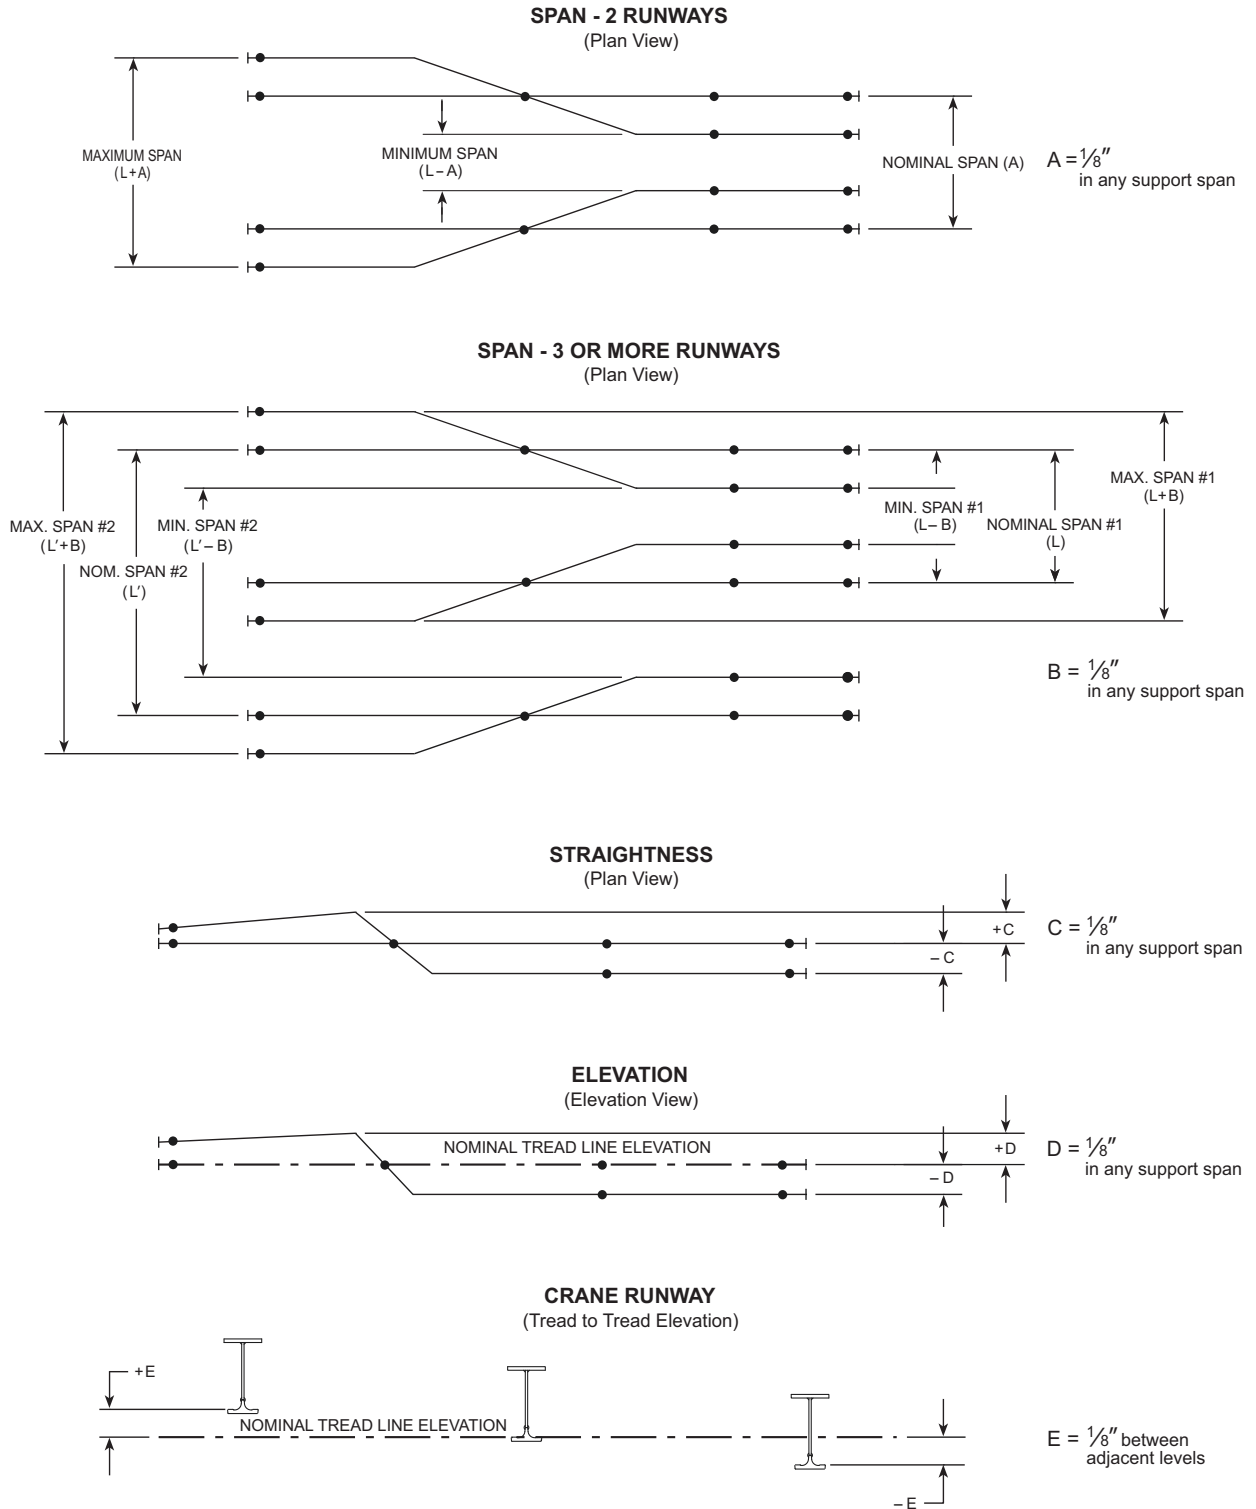 SPAN - 2 RUNWAYS
(Plan View)
MAXIMUM SPAN
(L+A)
MINIMUM SPAN
(L–A)
NOMINAL SPAN (A)
A = 1/8″
in any support span
SPAN - 3 OR MORE RUNWAYS
(Plan View)
MAX. SPAN #2
(L′+B)
NOM. SPAN #2
(L′)
MIN. SPAN #2
(L′–B)
MIN. SPAN #1
(L–B)
NOMINAL SPAN #1
(L)
MAX. SPAN #1
(L+B)
B = 1/8″
in any support span
STRAIGHTNESS
(Plan View)
+C
– C
C = 1/8″
in any support span
ELEVATION
(Elevation View)
NOMINAL TREAD LINE ELEVATION
+D
– D
D = 1/8″
in any support span
CRANE RUNWAY
(Tread to Tread Elevation)
+E
NOMINAL TREAD LINE ELEVATION
– E
E = 1/8″ between
adjacent levels